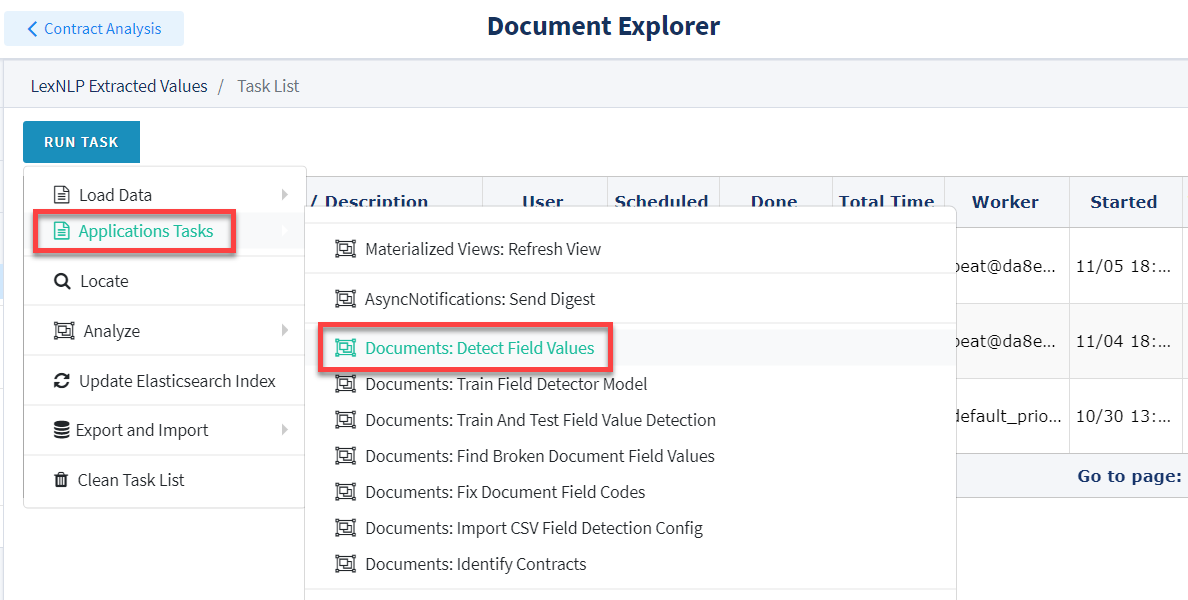 Contract Analysis
Document Explorer
LexNLP Extracted Values / Task List
RUN TASK
Load Data
Applications Tasks
Locate
Analyze
Update Elasticsearch Index
Export and Import
Clean Task List
/ Description User Scheduled Done Total Time Worker Started
Materialized Views: Refresh View
AsyncNotifications: Send Digest
Documents: Detect Field Values
Documents: Train Field Detector Model
Documents: Train And Test Field Value Detection
Documents: Find Broken Document Field Values
Documents: Fix Document Field Codes
Documents: Import CSV Field Detection Config
Documents: Identify Contracts
beat@da8e... 11/05 18:...
beat@da8e... 11/04 18:...
default_prio... 10/30 13:...
Go to page: